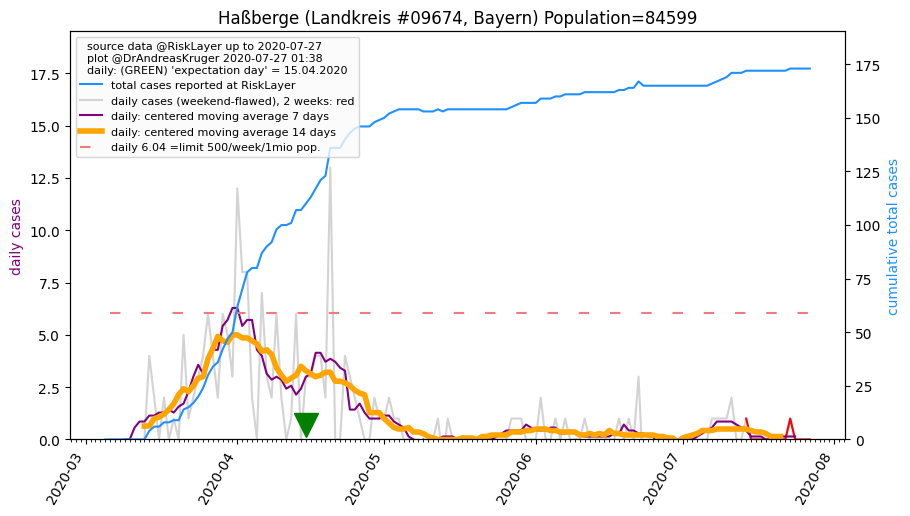 Haßberge (Landkreis #09674, Bayern) Population=84599
source data @RiskLayer up to 2020-07-27
plot @DrAndreasKruger 2020-07-27 01:38
daily: (GREEN) 'expectation day' = 15.04.2020
total cases reported at RiskLayer
daily cases (weekend-flawed), 2 weeks: red
daily: centered moving average 7 days
daily: centered moving average 14 days
daily 6.04 =limit 500/week/1mio pop.
daily cases
17.5
15.0
12.5
10.0
7.5
5.0
2.5
0.0
175
150
125
100
75
50
25
0
cumulative total cases
2020-03
2020-04
2020-05
2020-06
2020-07
2020-08